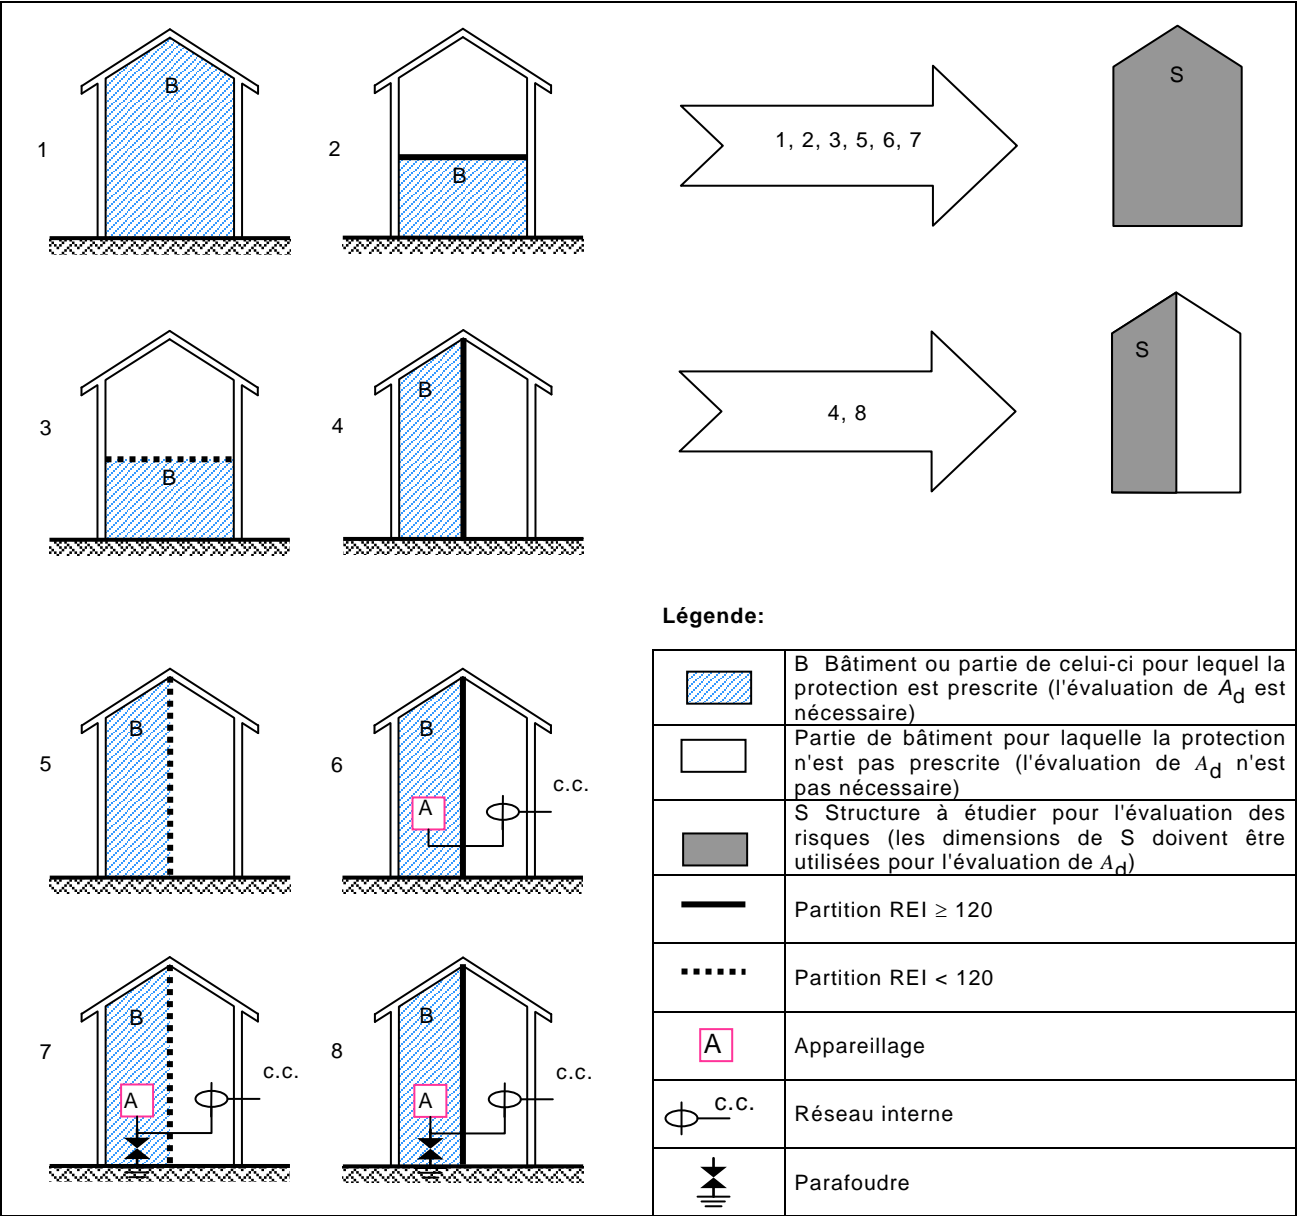 B
B
1
2
1, 2, 3, 5, 6, 7
S
B
B
3
4
4, 8
S
B
B
5
6
A
c.c.
B
B
7
8
A
c.c.
A
c.c.
Légende:
B Bâtiment ou partie de celui-ci pour lequel la
protection est prescrite (l'évaluation de Ad est
nécessaire)
Partie de bâtiment pour laquelle la protection
n'est pas prescrite (l'évaluation de Ad n'est
pas nécessaire)
S Structure à étudier pour l'évaluation des
risques (les dimensions de S doivent être
utilisées pour l'évaluation de Ad)
Partition REI ≥ 120
Partition REI < 120
A
Appareillage
c.c.
Réseau interne
Parafoudre